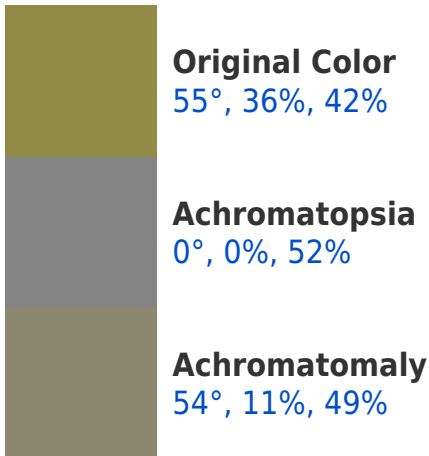 Original Color
55°, 36%, 42%
Achromatopsia
0°, 0%, 52%
Achromatomaly
54°, 11%, 49%